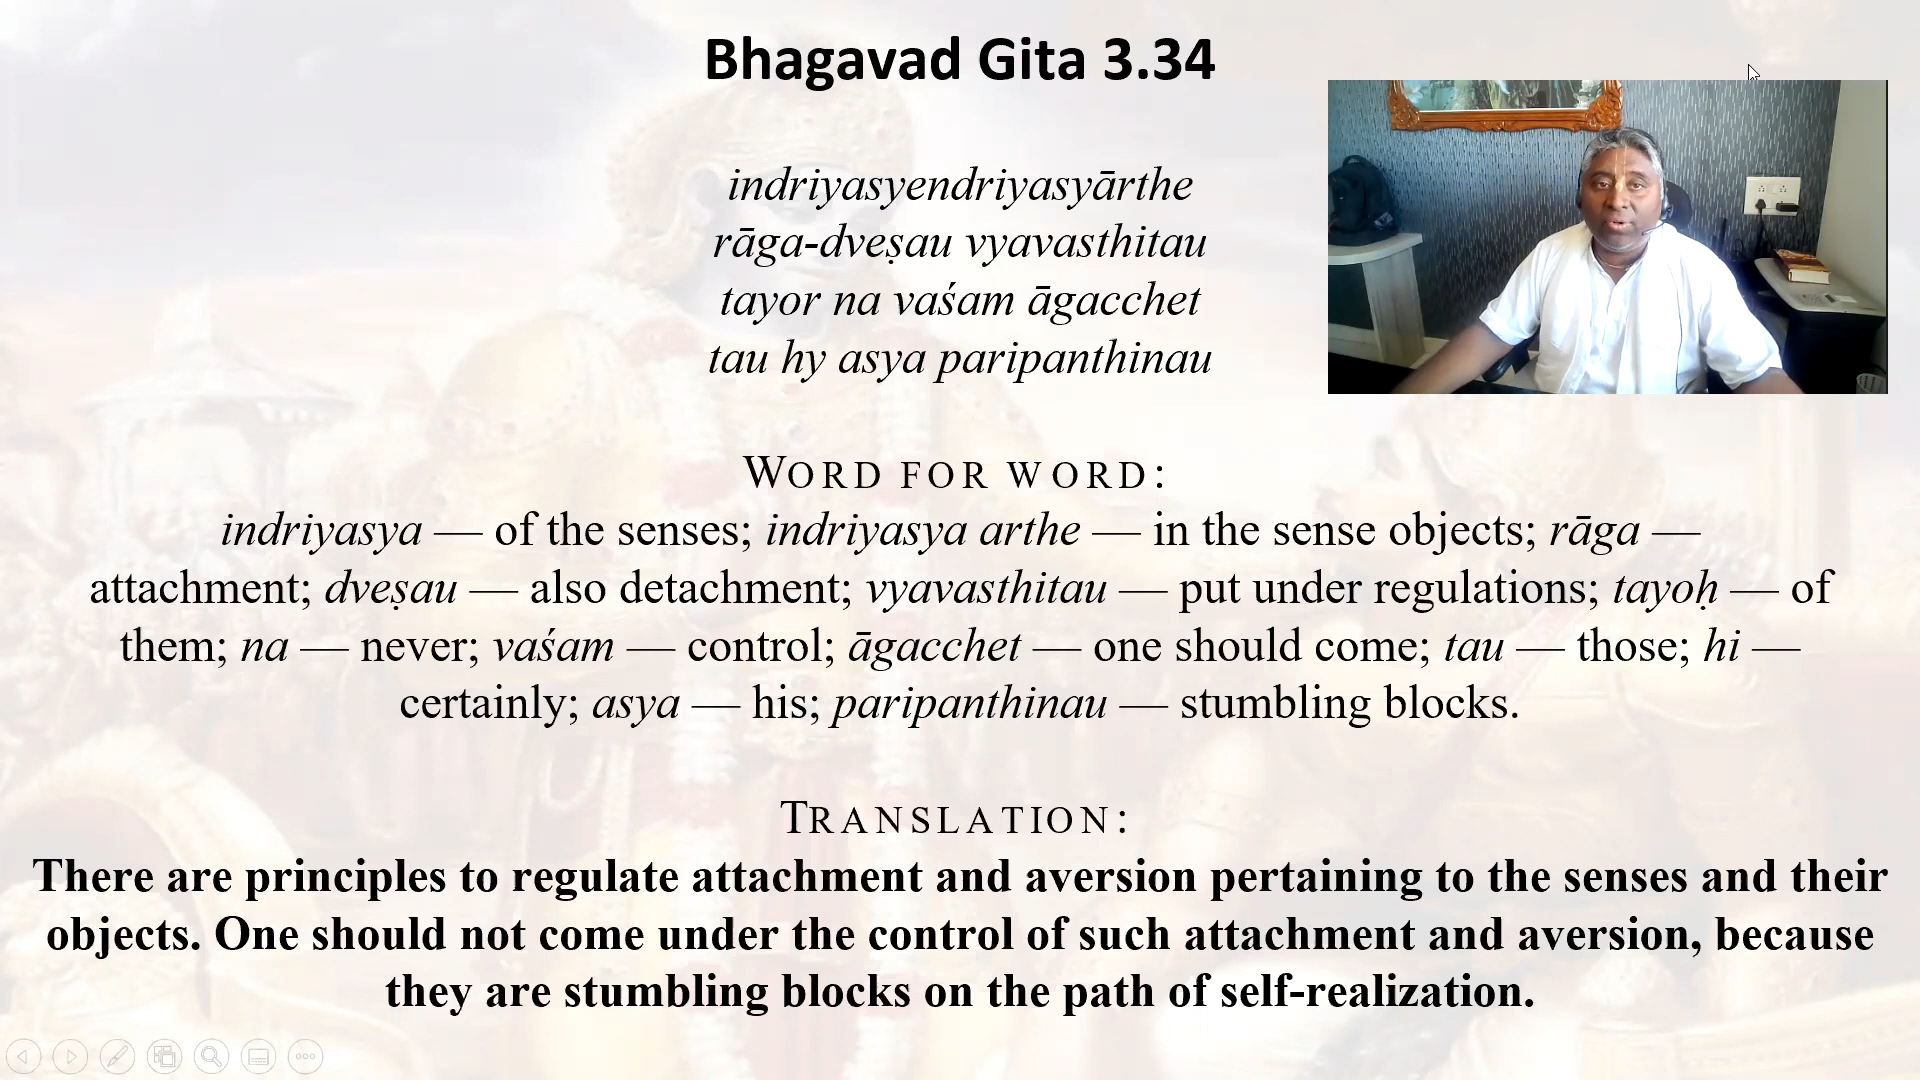 Bhagavad Gita 3.34
indriyasyendriyasyārthe
rāga-dveṣau vyavasthitau
tayor na vaśam āgacchet
tau hy asya paripanthinau
WORD FOR WORD:
indriyasya — of the senses; indriyasya arthe — in the sense objects; rāga —
attachment; dveṣau — also detachment; vyavasthitau — put under regulations; tayoḥ — of
them; na — never; vaśam — control; āgacchet — one should come; tau — those; hi —
certainly; asya — his; paripanthinau — stumbling blocks.
TRANSLATION:
There are principles to regulate attachment and aversion pertaining to the senses and their
objects. One should not come under the control of such attachment and aversion, because
they are stumbling blocks on the path of self-realization.